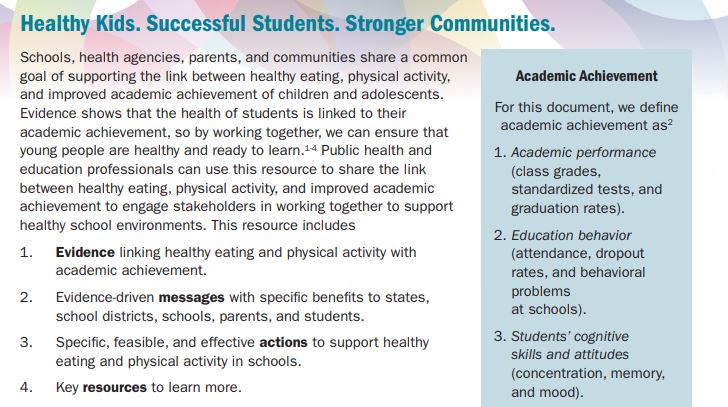 Healthy Kids. Successful Students. Stronger Communities.
Schools, health agencies, parents, and communities share a common
goal of supporting the link between healthy eating, physical activity,
and improved academic achievement of children and adolescents.
Evidence shows that the health of students is linked to their
academic achievement, so by working together, we can ensure that
young people are healthy and ready to learn.¹⁻⁴ Public health and
education professionals can use this resource to share the link
between healthy eating, physical activity, and improved academic
achievement to engage stakeholders in working together to support
healthy school environments. This resource includes
1. Evidence linking healthy eating and physical activity with
academic achievement.
2. Evidence-driven messages with specific benefits to states,
school districts, schools, parents, and students.
3. Specific, feasible, and effective actions to support healthy
eating and physical activity in schools.
4. Key resources to learn more.
Academic Achievement
For this document, we define
academic achievement as²
1. Academic performance
(class grades,
standardized tests, and
graduation rates).
2. Education behavior
(attendance, dropout
rates, and behavioral
problems
at schools).
3. Students’ cognitive
skills and attitudes
(concentration, memory,
and mood).